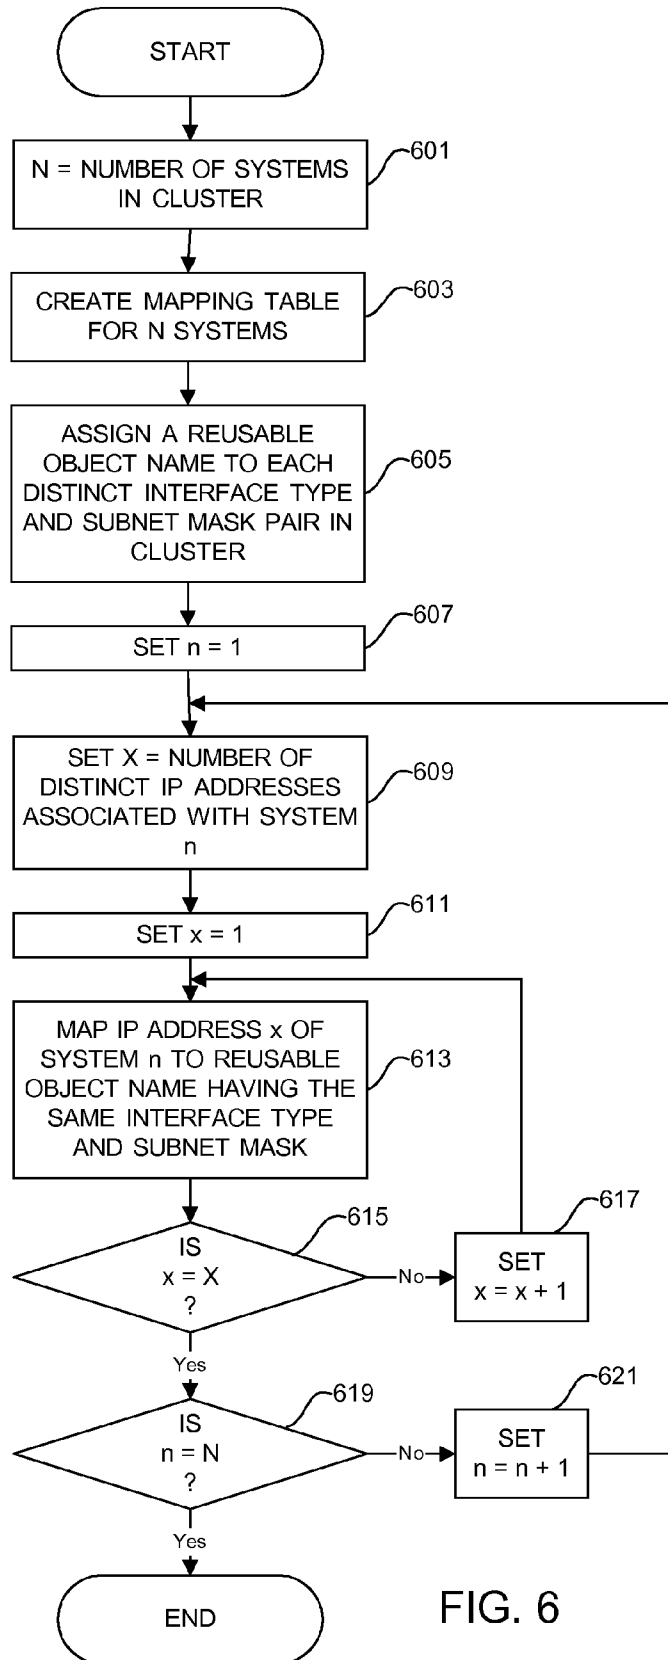 START
N = NUMBER OF SYSTEMS
IN CLUSTER
601
CREATE MAPPING TABLE
FOR N SYSTEMS
603
ASSIGN A REUSABLE
OBJECT NAME TO EACH
DISTINCT INTERFACE TYPE
AND SUBNET MASK PAIR IN
CLUSTER
605
SET n = 1
607
SET X = NUMBER OF
DISTINCT IP ADDRESSES
ASSOCIATED WITH SYSTEM
n
609
SET x = 1
611
MAP IP ADDRESS x OF
SYSTEM n TO REUSABLE
OBJECT NAME HAVING THE
SAME INTERFACE TYPE
AND SUBNET MASK
613
IS
x = X
?
615
No
SET
x = x + 1
617
Yes
IS
n = N
?
619
No
SET
n = n + 1
621
Yes
END
FIG. 6